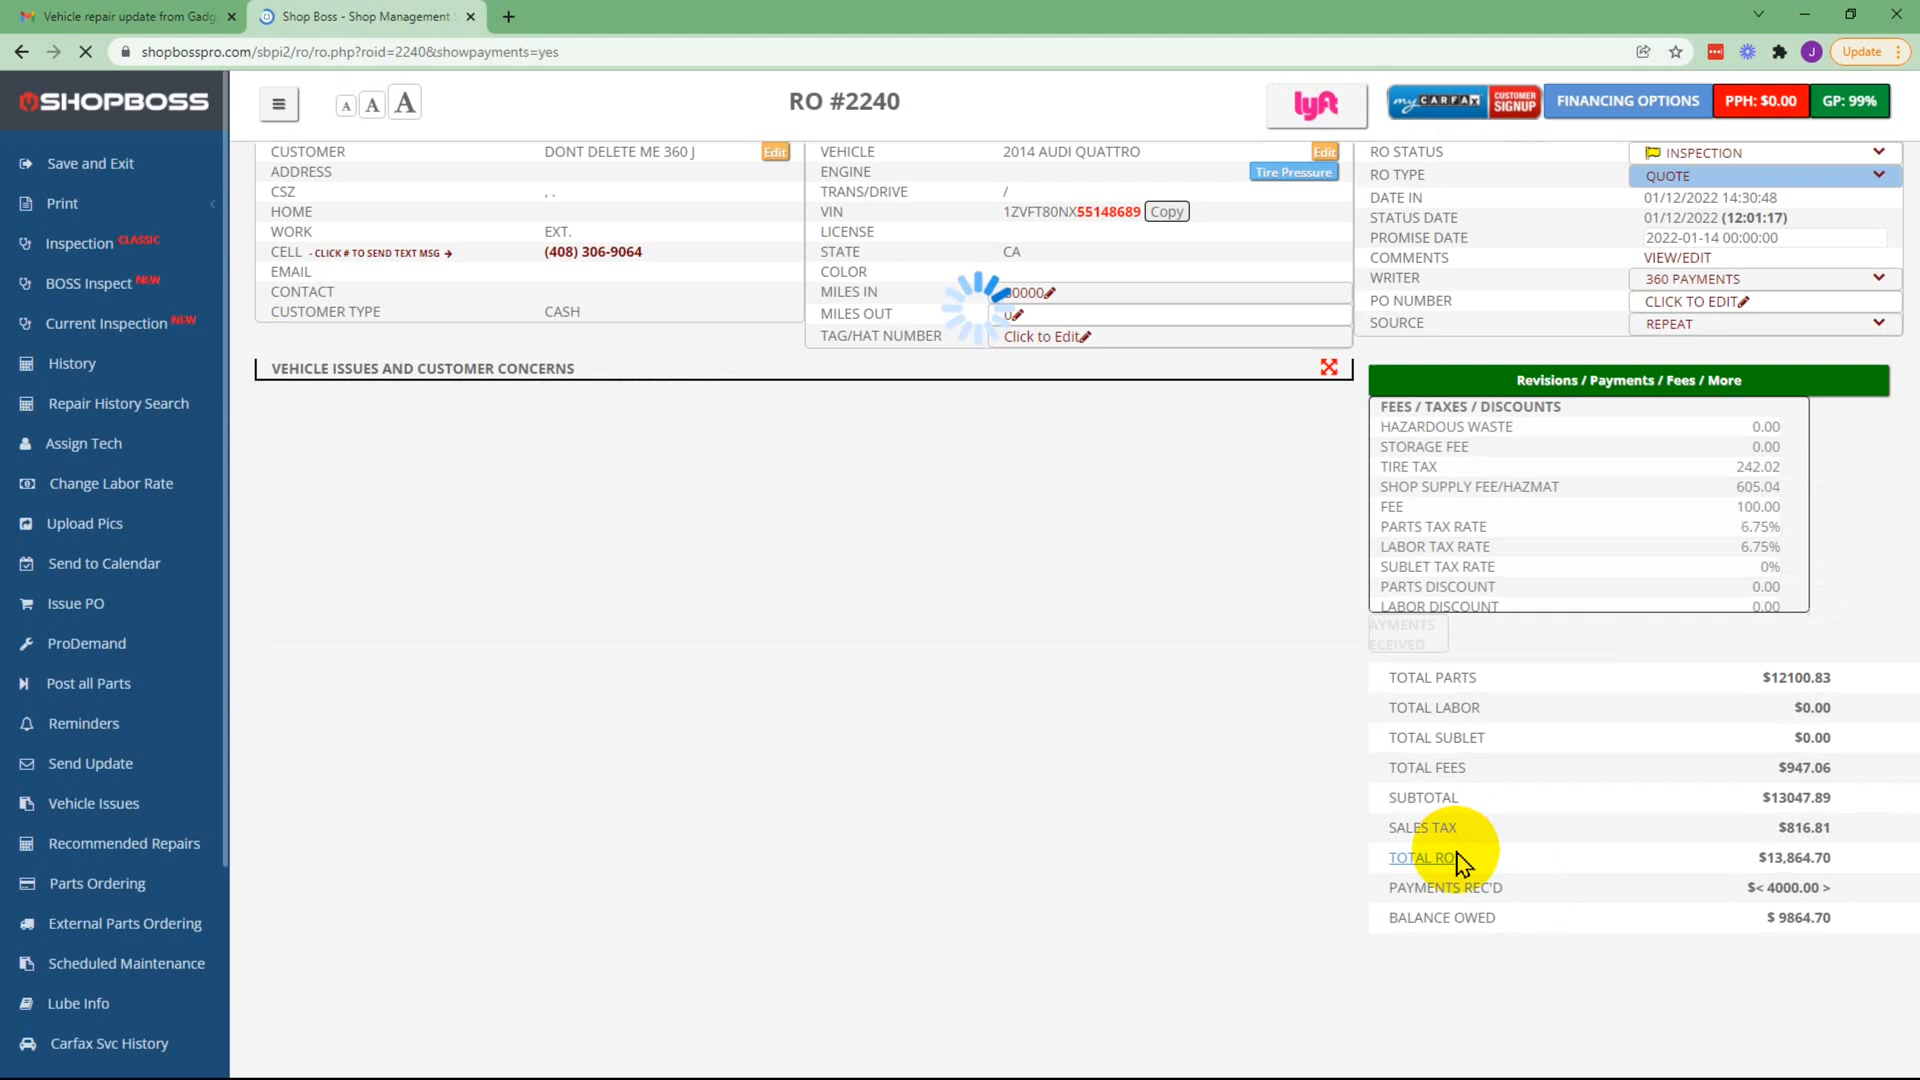 Vehicle repair update from Gadg
Shop Boss - Shop Management S
shopbosspro.com/sbpi2/ro/ro.php?roid=2240&showpayments=yes
J
Update
SHOPBOSS
A A A
RO #2240
lyft
myCARFAX CUSTOMER SIGNUP
FINANCING OPTIONS
PPH: $0.00
GP: 99%
Save and Exit
Print
Inspection CLASSIC
BOSS Inspect NEW
Current Inspection NEW
History
Repair History Search
Assign Tech
Change Labor Rate
Upload Pics
Send to Calendar
Issue PO
ProDemand
Post all Parts
Reminders
Send Update
Vehicle Issues
Recommended Repairs
Parts Ordering
External Parts Ordering
Scheduled Maintenance
Lube Info
Carfax Svc History
CUSTOMER DONT DELETE ME 360 J Edit
ADDRESS
CSZ , .
HOME
WORK EXT.
CELL - CLICK # TO SEND TEXT MSG → (408) 306-9064
EMAIL
CONTACT
CUSTOMER TYPE CASH
VEHICLE 2014 AUDI QUATTRO Edit
ENGINE Tire Pressure
TRANS/DRIVE /
VIN 1ZVFT80NX55148689 Copy
LICENSE
STATE CA
COLOR
MILES IN 0000
MILES OUT 0
TAG/HAT NUMBER Click to Edit
RO STATUS INSPECTION
RO TYPE QUOTE
DATE IN 01/12/2022 14:30:48
STATUS DATE 01/12/2022 (12:01:17)
PROMISE DATE 2022-01-14 00:00:00
COMMENTS VIEW/EDIT
WRITER 360 PAYMENTS
PO NUMBER CLICK TO EDIT
SOURCE REPEAT
VEHICLE ISSUES AND CUSTOMER CONCERNS
Revisions / Payments / Fees / More
FEES / TAXES / DISCOUNTS
HAZARDOUS WASTE 0.00
STORAGE FEE 0.00
TIRE TAX 242.02
SHOP SUPPLY FEE/HAZMAT 605.04
FEE 100.00
PARTS TAX RATE 6.75%
LABOR TAX RATE 6.75%
SUBLET TAX RATE 0%
PARTS DISCOUNT 0.00
LABOR DISCOUNT 0.00
AYMENTS
ECEIVED
TOTAL PARTS $12100.83
TOTAL LABOR $0.00
TOTAL SUBLET $0.00
TOTAL FEES $947.06
SUBTOTAL $13047.89
SALES TAX $816.81
TOTAL RO $13,864.70
PAYMENTS REC'D $< 4000.00 >
BALANCE OWED $ 9864.70